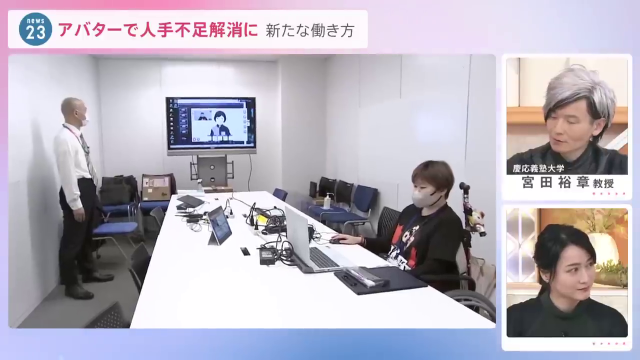 news
23
アバターで人手不足解消に 新たな働き方
慶応義塾大学
宮田裕章 教授